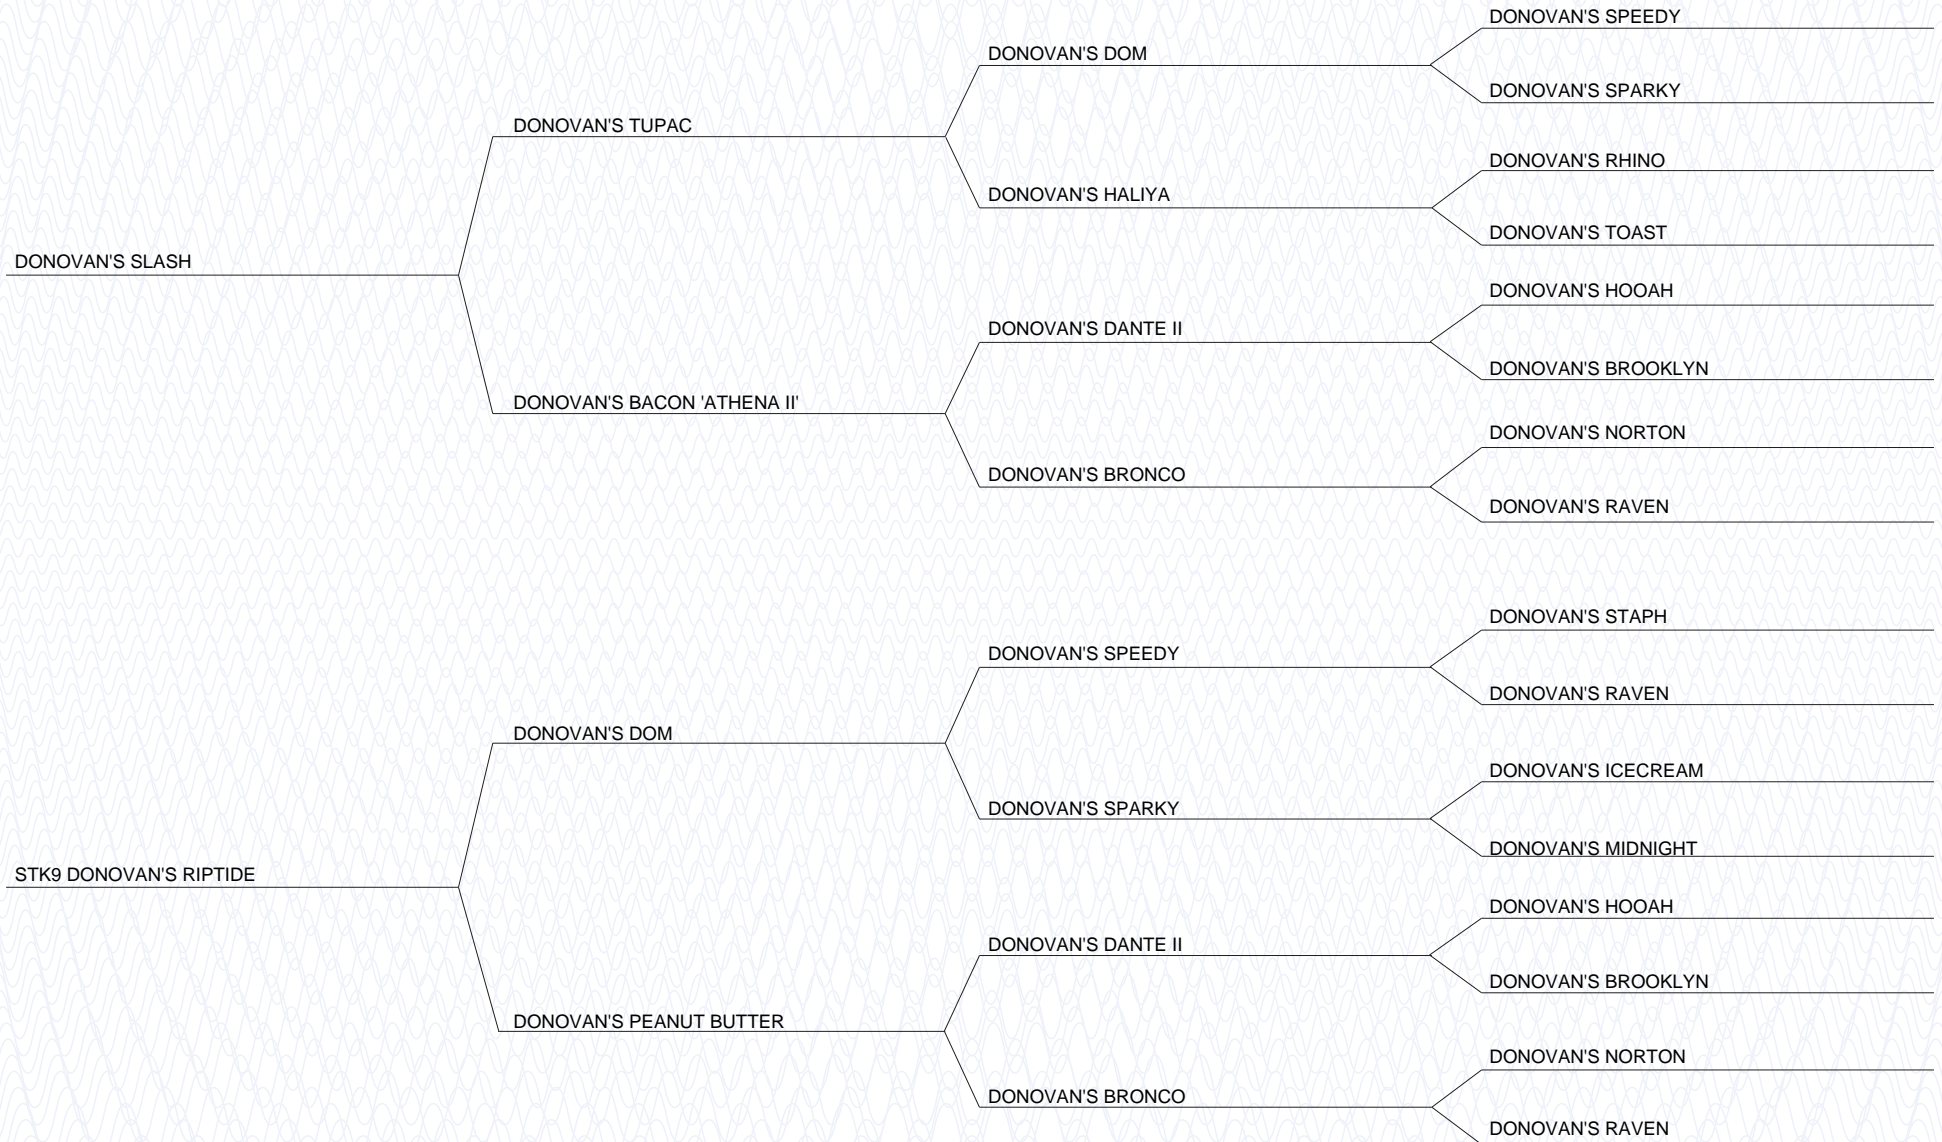 DONOVAN'S SPEEDY
DONOVAN'S DOM
DONOVAN'S SPARKY
DONOVAN'S TUPAC
DONOVAN'S RHINO
DONOVAN'S HALIYA
DONOVAN'S TOAST
DONOVAN'S SLASH
DONOVAN'S HOOAH
DONOVAN'S DANTE II
DONOVAN'S BROOKLYN
DONOVAN'S BACON 'ATHENA II'
DONOVAN'S NORTON
DONOVAN'S BRONCO
DONOVAN'S RAVEN
DONOVAN'S STAPH
DONOVAN'S SPEEDY
DONOVAN'S RAVEN
DONOVAN'S DOM
DONOVAN'S ICECREAM
DONOVAN'S SPARKY
DONOVAN'S MIDNIGHT
STK9 DONOVAN'S RIPTIDE
DONOVAN'S HOOAH
DONOVAN'S DANTE II
DONOVAN'S BROOKLYN
DONOVAN'S PEANUT BUTTER
DONOVAN'S NORTON
DONOVAN'S BRONCO
DONOVAN'S RAVEN